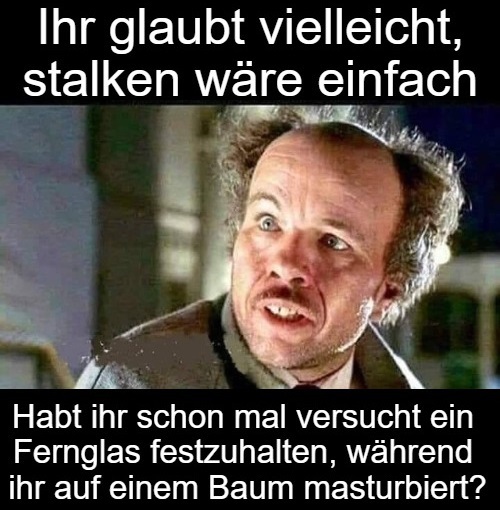 Ihr glaubt vielleicht,
stalken wäre einfach
Habt ihr schon mal versucht ein
Fernglas festzuhalten, während
ihr auf einem Baum masturbiert?